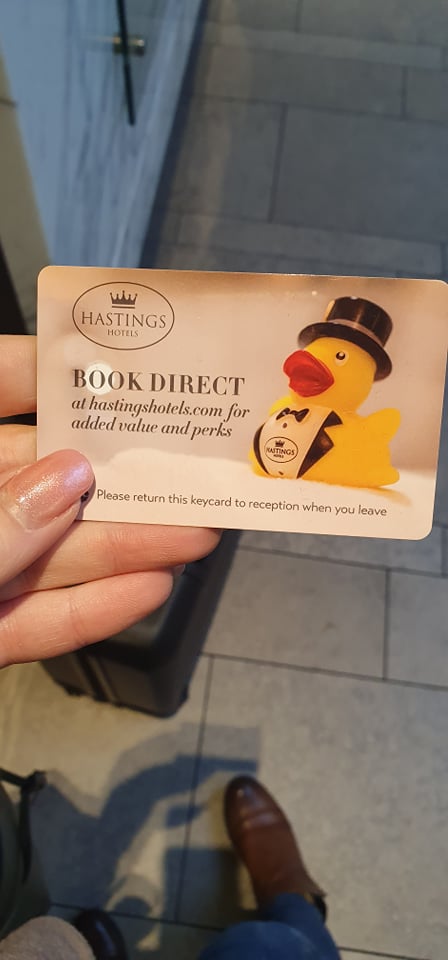 HASTINGS
HOTELS
BOOK DIRECT
at hastingshotels.com for
added value and perks
HASTINGS
HOTELS
Please return this keycard to reception when you leave